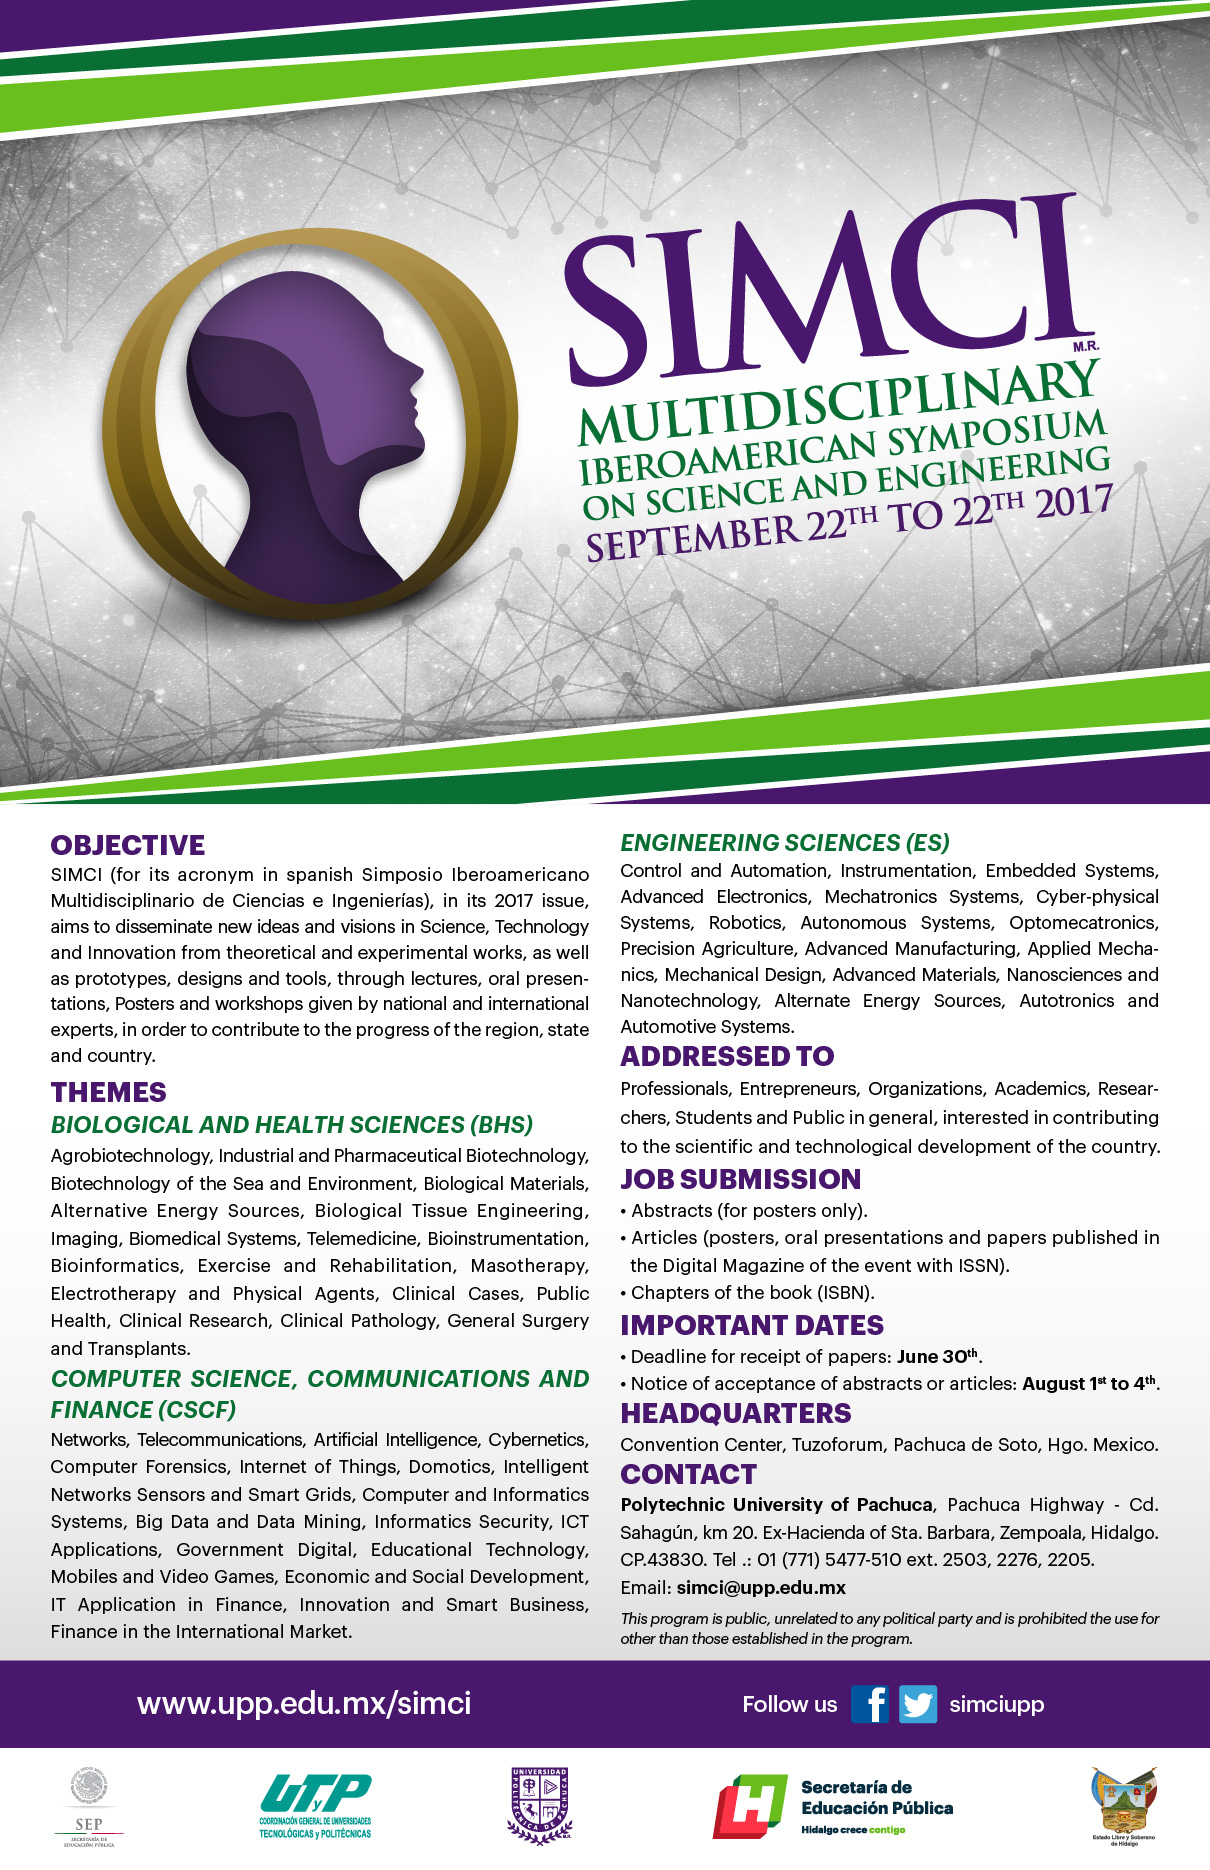 SIMCI
M.R.
MULTIDISCIPLINARY
IBEROAMERICAN SYMPOSIUM
ON SCIENCE AND ENGINEERING
SEPTEMBER 22TH TO 22TH 2017
OBJECTIVE
SIMCI (for its acronym in spanish Simposio Iberoamericano
Multidisciplinario de Ciencias e Ingenierías), in its 2017 issue,
aims to disseminate new ideas and visions in Science, Technology
and Innovation from theoretical and experimental works, as well
as prototypes, designs and tools, through lectures, oral presen-
tations, Posters and workshops given by national and international
experts, in order to contribute to the progress of the region, state
and country.
THEMES
BIOLOGICAL AND HEALTH SCIENCES (BHS)
Agrobiotechnology, Industrial and Pharmaceutical Biotechnology,
Biotechnology of the Sea and Environment, Biological Materials,
Alternative Energy Sources, Biological Tissue Engineering,
Imaging, Biomedical Systems, Telemedicine, Bioinstrumentation,
Bioinformatics, Exercise and Rehabilitation, Masotherapy,
Electrotherapy and Physical Agents, Clinical Cases, Public
Health, Clinical Research, Clinical Pathology, General Surgery
and Transplants.
COMPUTER SCIENCE, COMMUNICATIONS AND
FINANCE (CSCF)
Networks, Telecommunications, Artificial Intelligence, Cybernetics,
Computer Forensics, Internet of Things, Domotics, Intelligent
Networks Sensors and Smart Grids, Computer and Informatics
Systems, Big Data and Data Mining, Informatics Security, ICT
Applications, Government Digital, Educational Technology,
Mobiles and Video Games, Economic and Social Development,
IT Application in Finance, Innovation and Smart Business,
Finance in the International Market.
ENGINEERING SCIENCES (ES)
Control and Automation, Instrumentation, Embedded Systems,
Advanced Electronics, Mechatronics Systems, Cyber-physical
Systems, Robotics, Autonomous Systems, Optomecatronics,
Precision Agriculture, Advanced Manufacturing, Applied Mecha-
nics, Mechanical Design, Advanced Materials, Nanosciences and
Nanotechnology, Alternate Energy Sources, Autotronics and
Automotive Systems.
ADDRESSED TO
Professionals, Entrepreneurs, Organizations, Academics, Resear-
chers, Students and Public in general, interested in contributing
to the scientific and technological development of the country.
JOB SUBMISSION
• Abstracts (for posters only).
• Articles (posters, oral presentations and papers published in
the Digital Magazine of the event with ISSN).
• Chapters of the book (ISBN).
IMPORTANT DATES
• Deadline for receipt of papers: June 30th.
• Notice of acceptance of abstracts or articles: August 1st to 4th.
HEADQUARTERS
Convention Center, Tuzoforum, Pachuca de Soto, Hgo. Mexico.
CONTACT
Polytechnic University of Pachuca, Pachuca Highway - Cd.
Sahagún, km 20. Ex-Hacienda of Sta. Barbara, Zempoala, Hidalgo.
CP.43830. Tel .: 01 (771) 5477-510 ext. 2503, 2276, 2205.
Email: simci@upp.edu.mx
This program is public, unrelated to any political party and is prohibited the use for
other than those established in the program.
www.upp.edu.mx/simci
Follow us
simciupp
SEP
SECRETARÍA DE
EDUCACIÓN PÚBLICA
UTyP
COORDINACIÓN GENERAL DE UNIVERSIDADES
TECNOLÓGICAS y POLITÉCNICAS
UNIVERSIDAD
POLITÉCNICA DE PACHUCA
M.R.
H
Secretaría de
Educación Pública
Hidalgo crece contigo
Estado Libre y Soberano
de Hidalgo